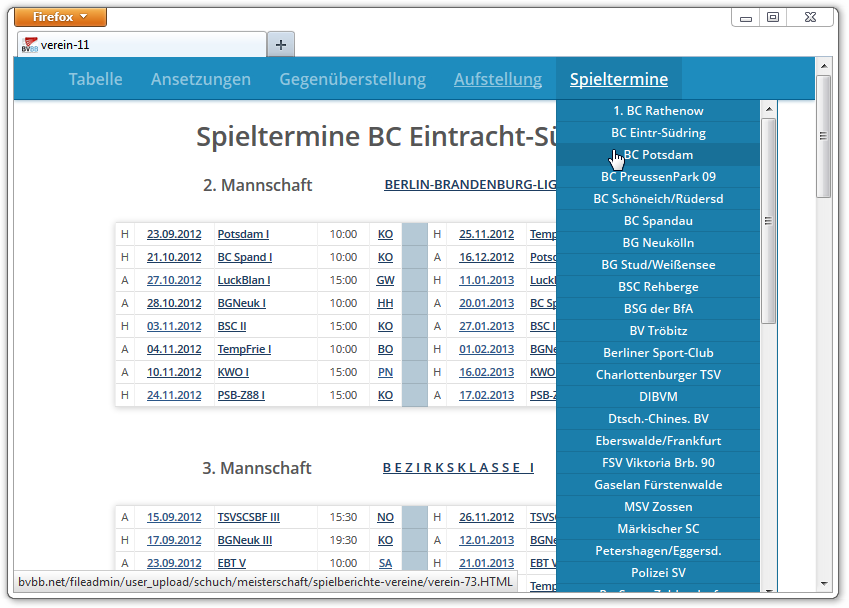 Firefox
verein-11
Tabelle Ansetzungen Gegenüberstellung Aufstellung Spieltermine
Spieltermine BC Eintracht-Sü
2. Mannschaft BERLIN-BRANDENBURG-LIG
H 23.09.2012 Potsdam I 10:00 KO H 25.11.2012 Temp
H 21.10.2012 BC Spand I 10:00 KO A 16.12.2012 Potsd
A 27.10.2012 LuckBlan I 15:00 GW H 11.01.2013 LuckB
A 28.10.2012 BGNeuk I 10:00 HH A 20.01.2013 BC Sp
H 03.11.2012 BSC II 15:00 KO A 27.01.2013 BSC I
A 04.11.2012 TempFrie I 10:00 BO H 01.02.2013 BGNe
A 10.11.2012 KWO I 15:00 PN H 16.02.2013 KWO
H 24.11.2012 PSB-Z88 I 15:00 KO A 17.02.2013 PSB-Z
3. Mannschaft BEZIRKSKLASSE I
A 15.09.2012 TSVSCSBF III 15:30 NO H 26.11.2012 TSVS
H 17.09.2012 BGNeuk III 19:30 KO A 12.01.2013 BGNe
A 23.09.2012 EBT V 10:00 SA H 21.01.2013 EBT V
Temp
1. BC Rathenow
BC Eintr-Südring
BC Potsdam
BC PreussenPark 09
BC Schöneich/Rüdersd
BC Spandau
BG Neukölln
BG Stud/Weißensee
BSC Rehberge
BSG der BfA
BV Tröbitz
Berliner Sport-Club
Charlottenburger TSV
DIBVM
Dtsch.-Chines. BV
Eberswalde/Frankfurt
FSV Viktoria Brb. 90
Gaselan Fürstenwalde
MSV Zossen
Märkischer SC
Petershagen/Eggersd.
Polizei SV
bvbb.net/fileadmin/user_upload/schuch/meisterschaft/spielberichte-vereine/verein-73.HTML